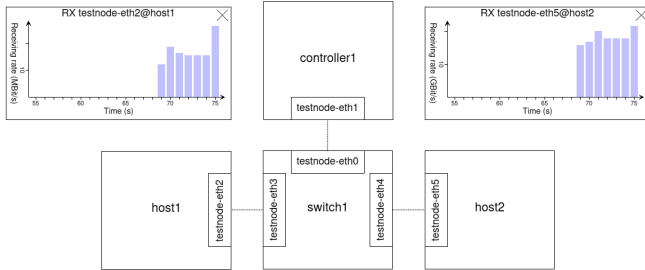 RX testnode-eth2@host1
Receiving rate (MBit/s)
10
55
60
65
70
75
Time (s)
controller1
testnode-eth1
RX testnode-eth5@host2
Receiving rate (GBit/s)
10
55
60
65
70
75
Time (s)
testnode-eth0
host1
testnode-eth2
testnode-eth3
switch1
testnode-eth4
testnode-eth5
host2